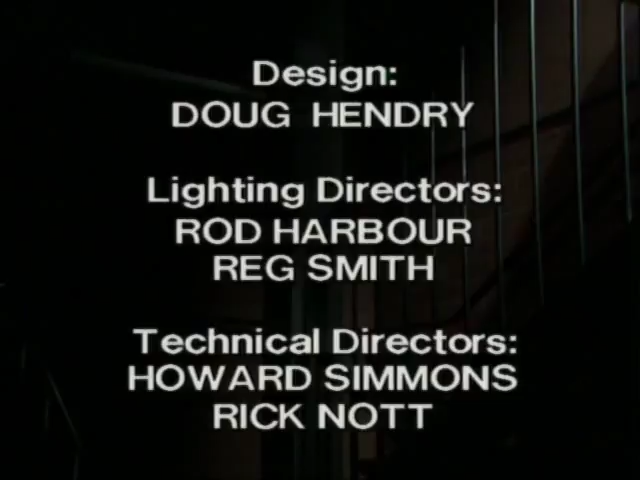 Design:
DOUG HENDRY
Lighting Directors:
ROD HARBOUR
REG SMITH
Technical Directors:
HOWARD SIMMONS
RICK NOTT